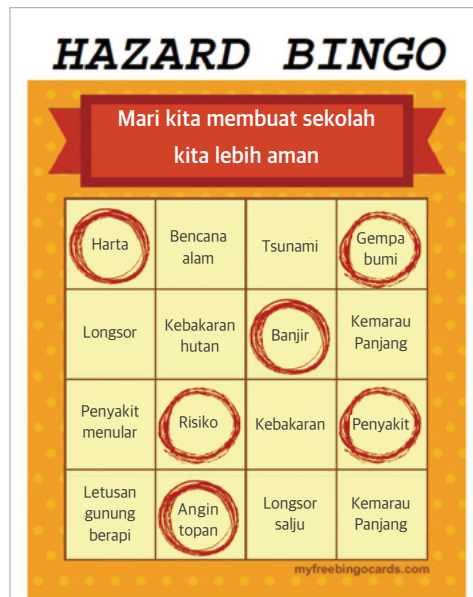 HAZARD BINGO
Mari kita membuat sekolah
kita lebih aman
Harta
Bencana
alam
Tsunami
Gempa
bumi
Longsor
Kebakaran
hutan
Banjir
Kemarau
Panjang
Penyakit
menular
Risiko
Kebakaran
Penyakit
Letusan
gunung
berapi
Angin
topan
Longsor
salju
Kemarau
Panjang
myfreebingocards.com